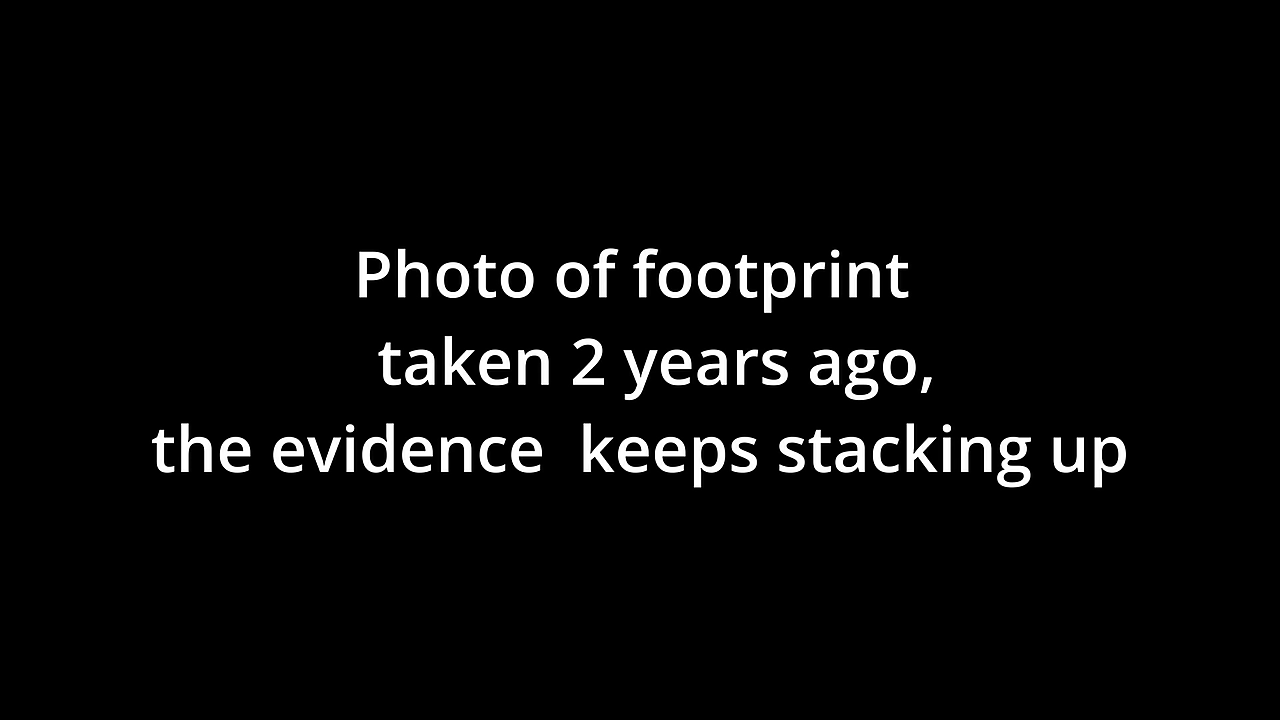 Photo of footprint
taken 2 years ago,
the evidence  keeps stacking up